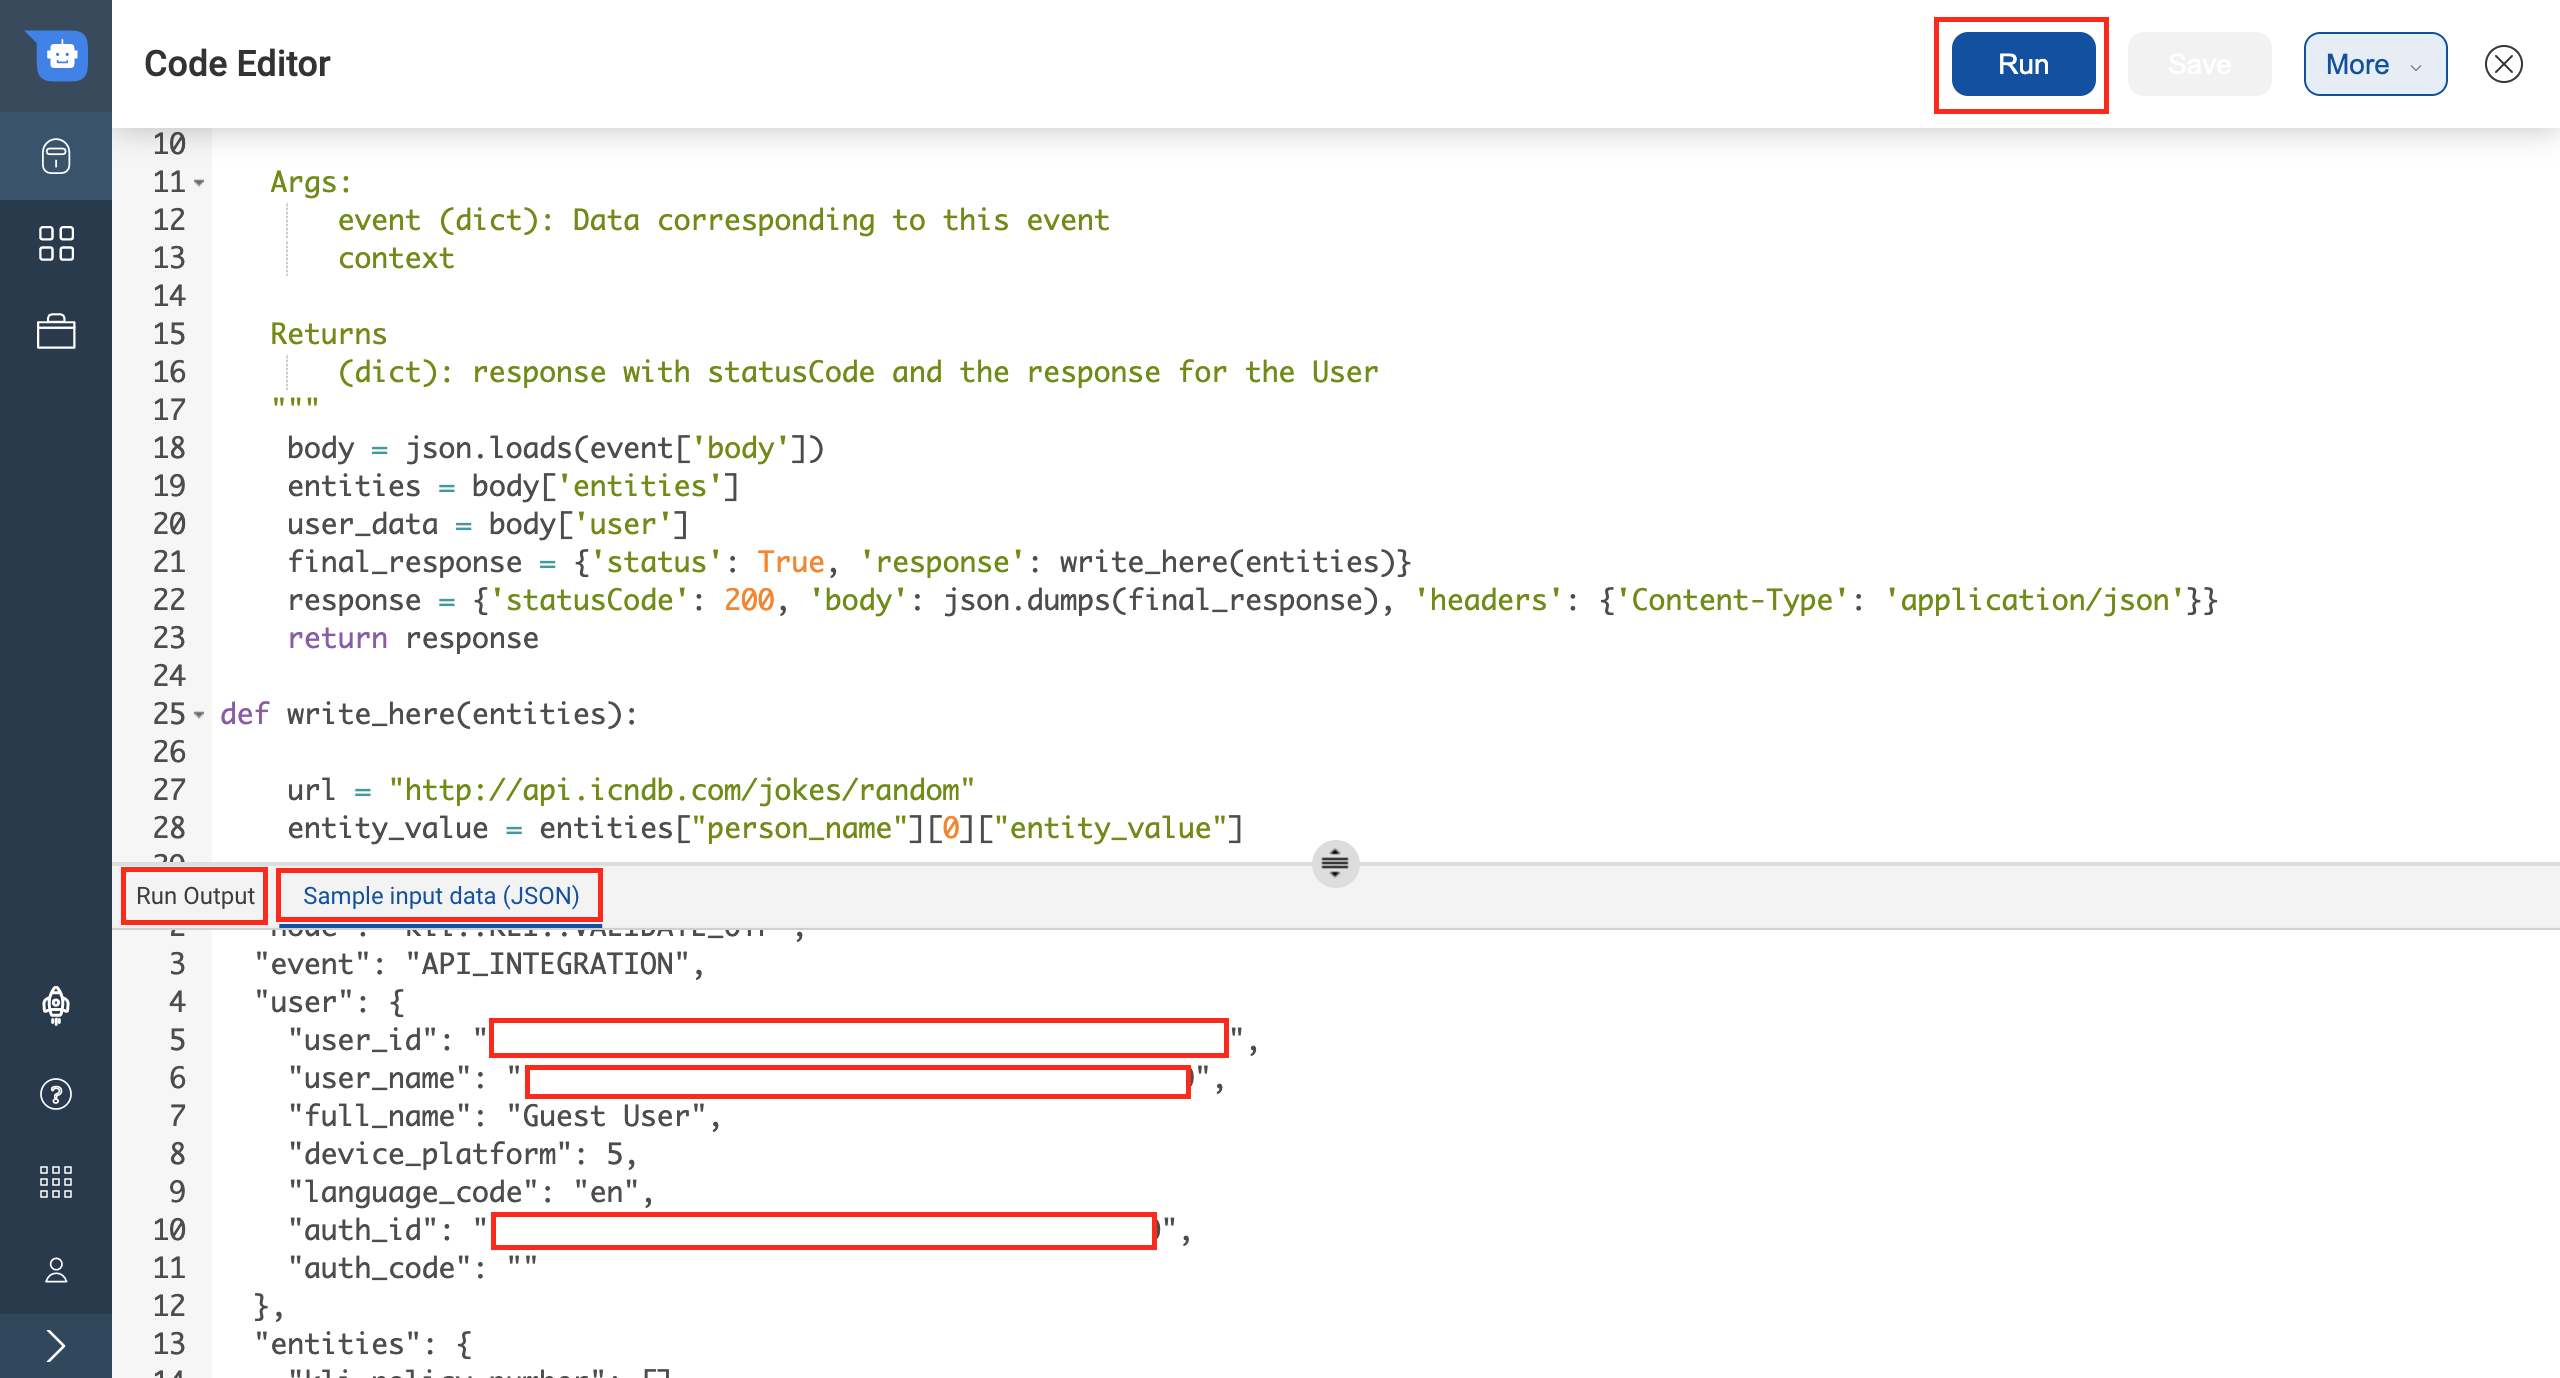 Code Editor
Run
Save
More
10
11 Args:
12 event (dict): Data corresponding to this event
13 context
14
15 Returns
16 (dict): response with statusCode and the response for the User
17 """
18 body = json.loads(event['body'])
19 entities = body['entities']
20 user_data = body['user']
21 final_response = {'status': True, 'response': write_here(entities)}
22 response = {'statusCode': 200, 'body': json.dumps(final_response), 'headers': {'Content-Type': 'application/json'}}
23 return response
24
25 def write_here(entities):
26
27 url = "http://api.icndb.com/jokes/random"
28 entity_value = entities["person_name"][0]["entity_value"]
Run Output
Sample input data (JSON)
3 "event": "API_INTEGRATION",
4 "user": {
5 "user_id": "",
6 "user_name": "",
7 "full_name": "Guest User",
8 "device_platform": 5,
9 "language_code": "en",
10 "auth_id": "",
11 "auth_code": ""
12 },
13 "entities": {